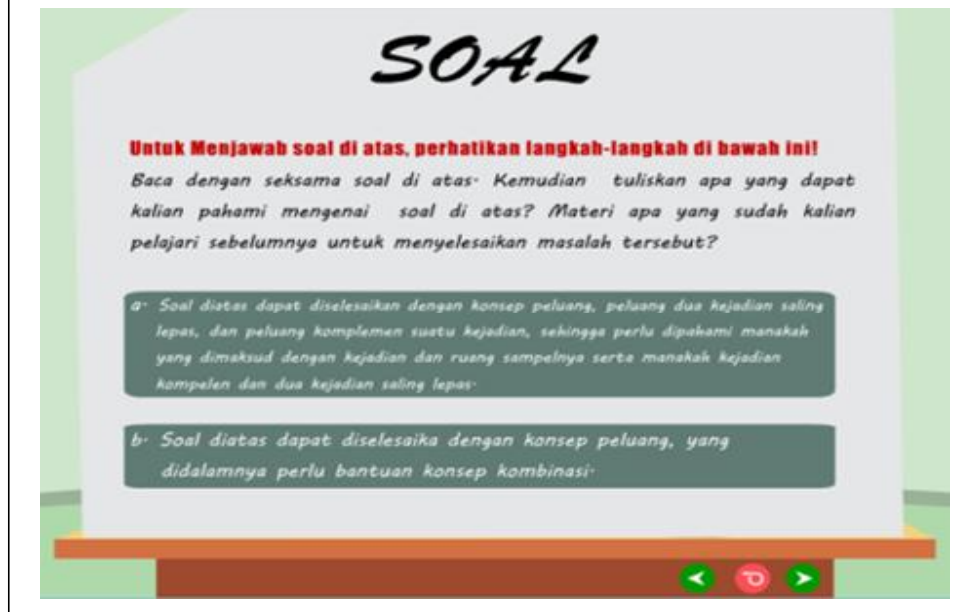 SOAL
Untuk Menjawab soal di atas, perhatikan langkah-langkah di bawah ini!
Baca dengan seksama soal di atas. Kemudian tuliskan apa yang dapat
kalian pahami mengenai soal di atas? Materi apa yang sudah kalian
pelajari sebelumnya untuk menyelesaikan masalah tersebut?
a. Soal diatas dapat diselesaikan dengan konsep peluang, peluang dua kejadian saling
lepas, dan peluang komplemen suatu kejadian, sehingga perlu dipahami manakah
yang dimaksud dengan kejadian dan ruang sampelnya serta manakah kejadian
kompelen dan dua kejadian saling lepas.
b. Soal diatas dapat diselesaika dengan konsep peluang, yang
didalamnya perlu bantuan konsep kombinasi.